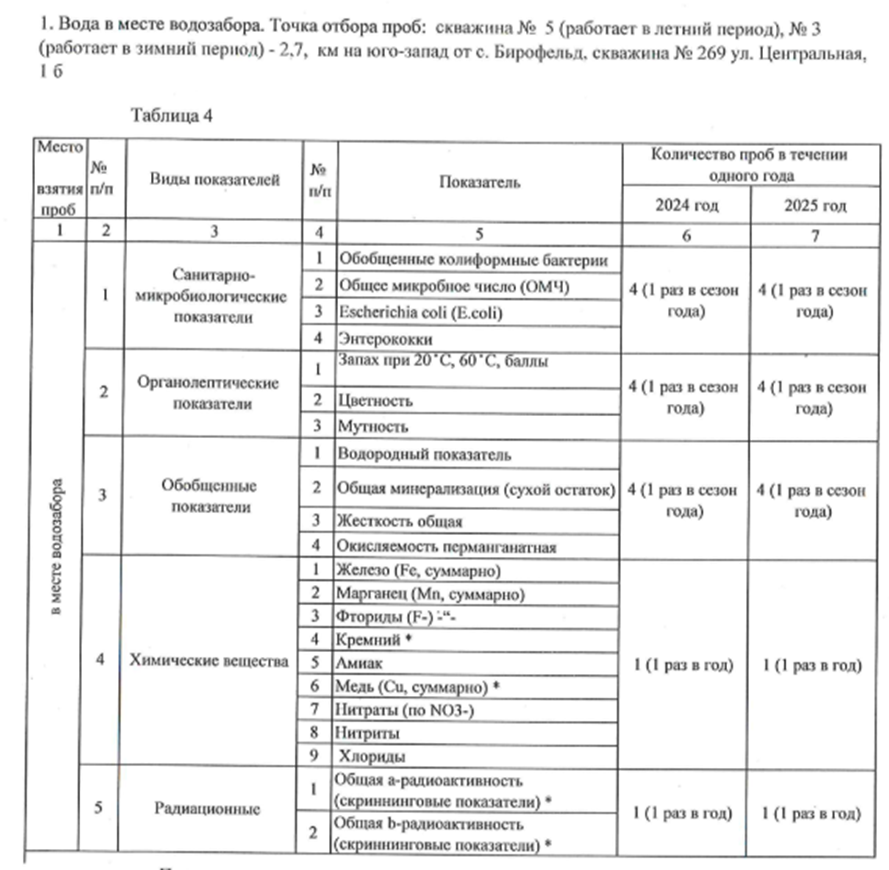 1. Вода в месте водозабора. Точка отбора проб: скважина № 5 (работает в летний период), № 3
(работает в зимний период) - 2,7, км на юго-запад от с. Бирофельд, скважина № 269 ул. Центральная,
1 б
Таблица 4
Место взятия проб
№ п/п
Виды показателей
№ п/п
Показатель
Количество проб в течении одного года
2024 год
2025 год
1 2 3 4 5 6 7
в месте водозабора
1
Санитарно-
микробиологические
показатели
1 Обобщенные колиформные бактерии
2 Общее микробное число (ОМЧ)
3 Escherichia coli (E.coli)
4 Энтерококки
4 (1 раз в сезон года)
4 (1 раз в сезон года)
2
Органолептические
показатели
1 Запах при 20˚С, 60˚С, баллы
2 Цветность
3 Мутность
4 (1 раз в сезон года)
4 (1 раз в сезон года)
3
Обобщенные
показатели
1 Водородный показатель
2 Общая минерализация (сухой остаток)
3 Жесткость общая
4 Окисляемость перманганатная
4 (1 раз в сезон года)
4 (1 раз в сезон года)
4
Химические вещества
1 Железо (Fe, суммарно)
2 Марганец (Mn, суммарно)
3 Фториды (F-) -“-
4 Кремний *
5 Амиак
6 Медь (Cu, суммарно) *
7 Нитраты (по NO3-)
8 Нитриты
9 Хлориды
1 (1 раз в год)
1 (1 раз в год)
5
Радиационные
1 Общая а-радиоактивность
(скриннинговые показатели) *
2 Общая b-радиоактивность
(скриннинговые показатели) *
1 (1 раз в год)
1 (1 раз в год)